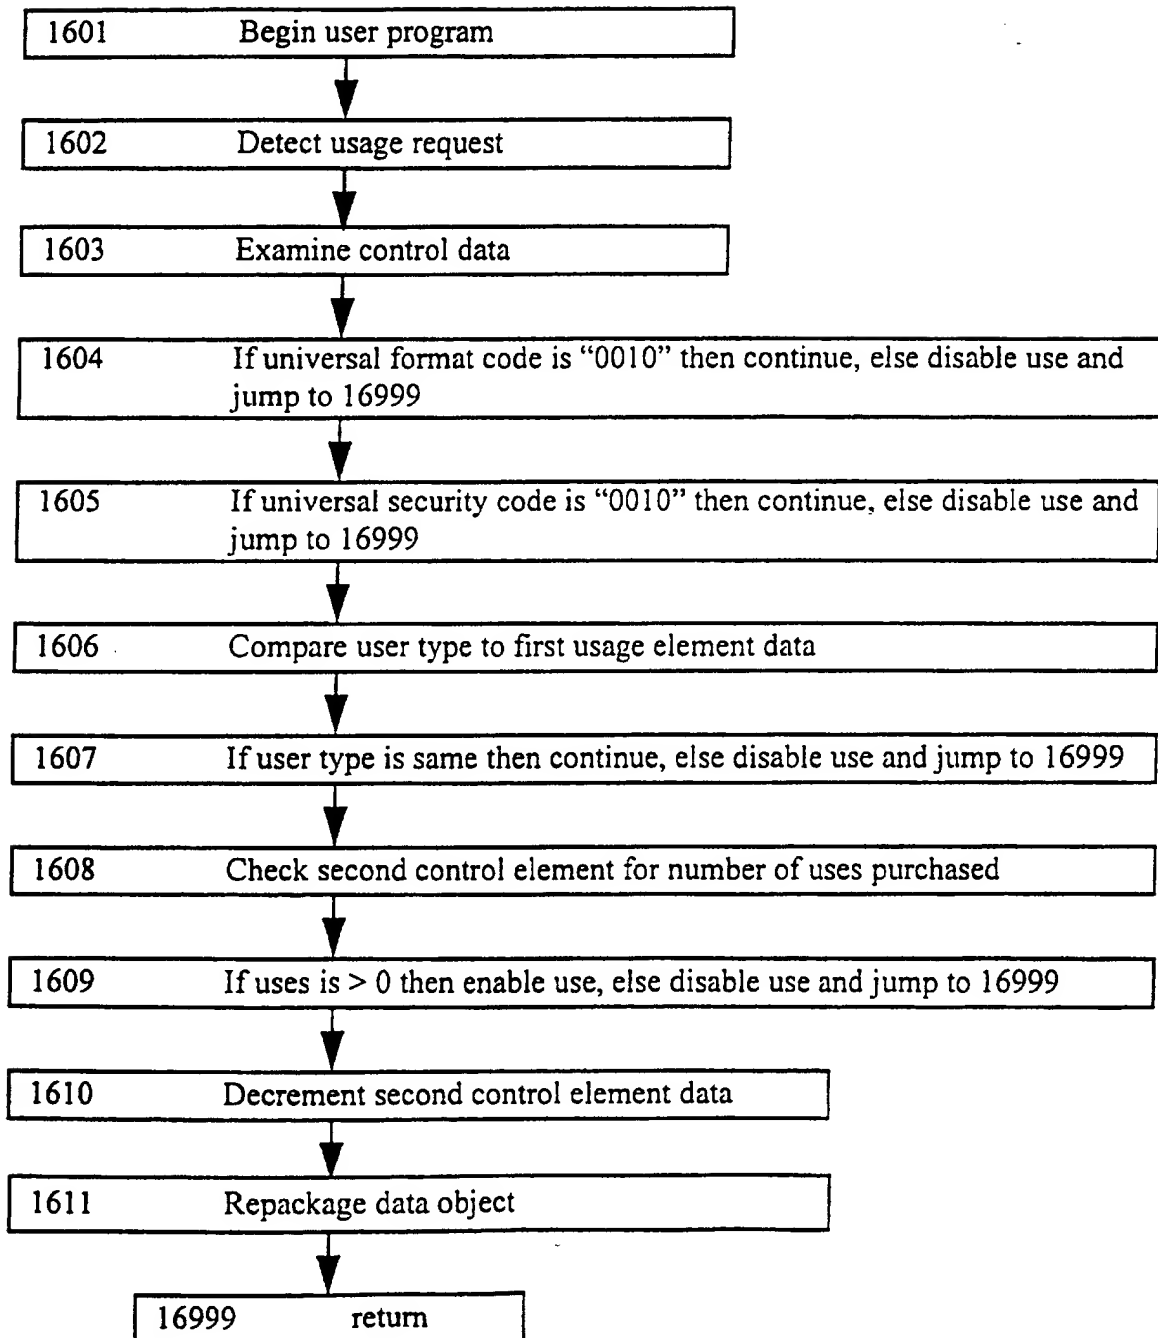 1601 Begin user program
1602 Detect usage request
1603 Examine control data
1604 If universal format code is “0010” then continue, else disable use and
jump to 16999
1605 If universal security code is “0010” then continue, else disable use and
jump to 16999
1606 Compare user type to first usage element data
1607 If user type is same then continue, else disable use and jump to 16999
1608 Check second control element for number of uses purchased
1609 If uses is > 0 then enable use, else disable use and jump to 16999
1610 Decrement second control element data
1611 Repackage data object
16999 return